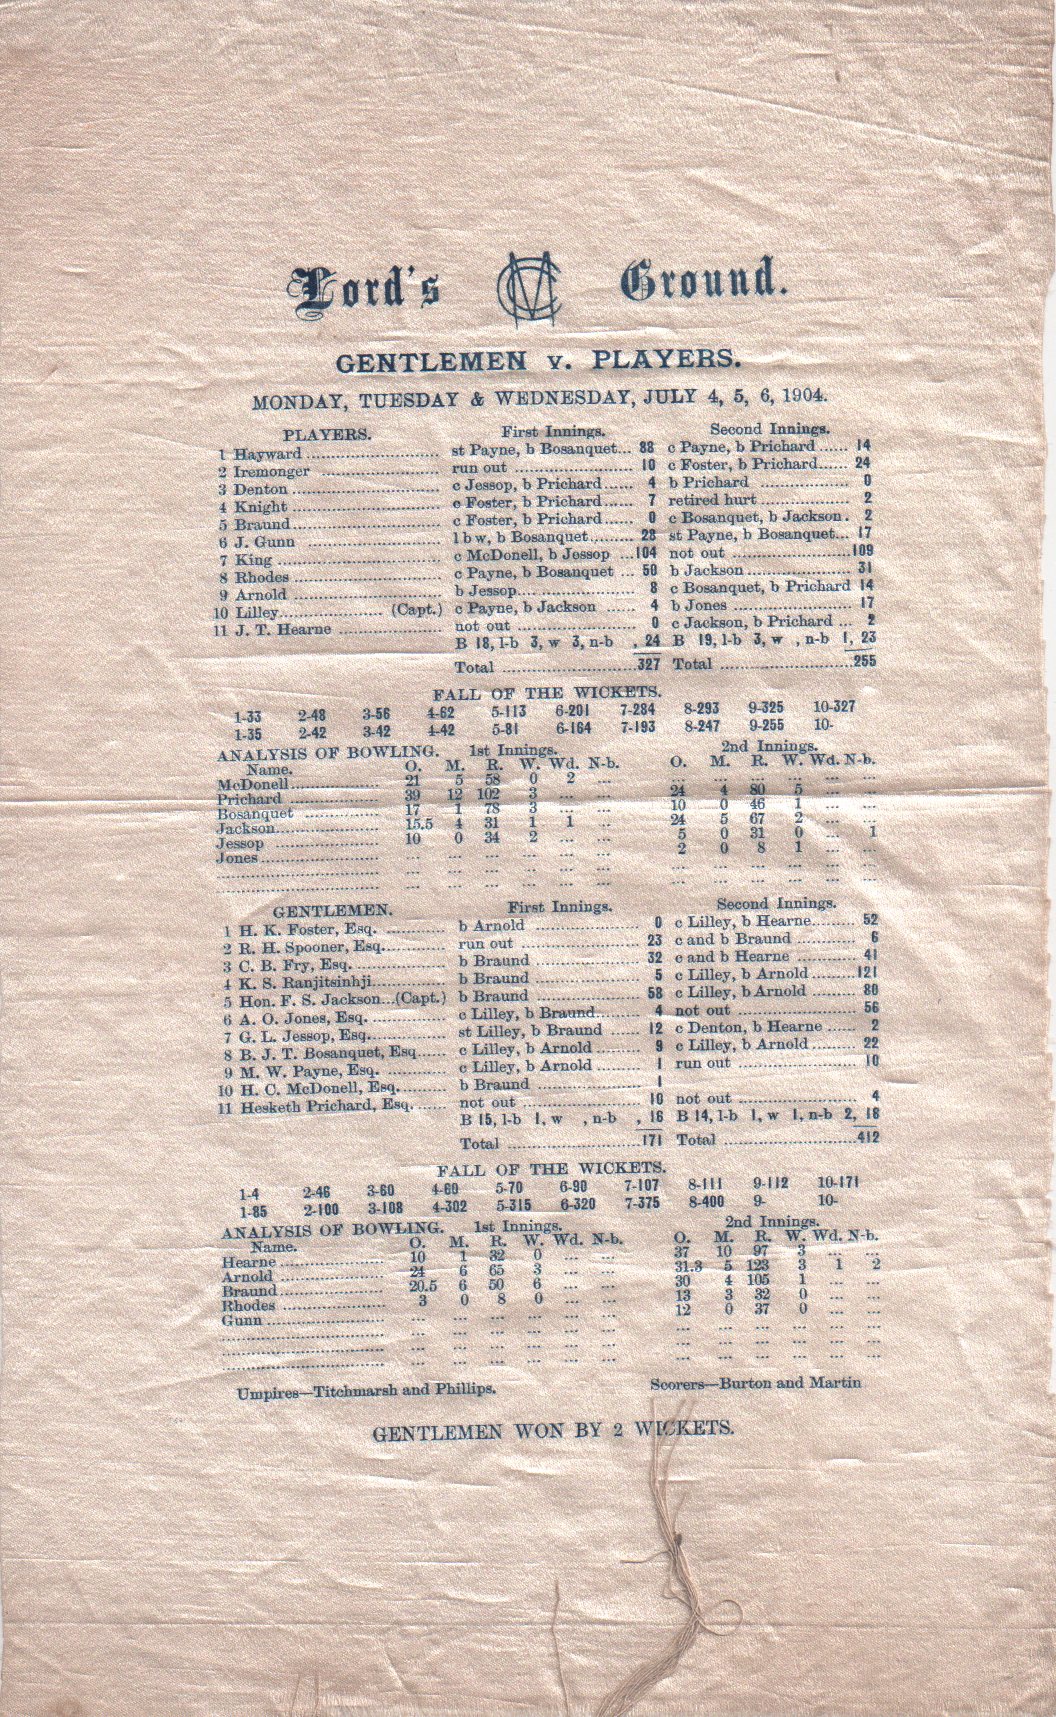 Lord's MCC Ground.
GENTLEMEN v. PLAYERS.
MONDAY, TUESDAY & WEDNESDAY, JULY 4, 5, 6, 1904.
PLAYERS. First Innings. Second Innings.
1 Hayward ........ st Payne, b Bosanquet... 88 c Payne, b Prichard ...... 14
2 Iremonger ........ run out ........ 10 c Foster, b Prichard...... 24
3 Denton ........ c Jessop, b Prichard...... 4 b Prichard ........ 0
4 Knight ........ c Foster, b Prichard...... 7 retired hurt ........ 2
5 Braund........ c Foster, b Prichard...... 0 c Bosanquet, b Jackson. 2
6 J. Gunn ........ l b w, b Bosanquet........ 28 st Payne, b Bosanquet... 17
7 King ........ c McDonell, b Jessop ...104 not out ........109
8 Rhodes ........ c Payne, b Bosanquet ... 50 b Jackson ........ 31
9 Arnold ........ b Jessop........ 8 c Bosanquet, b Prichard 14
10 Lilley........ (Capt.) c Payne, b Jackson ...... 4 b Jones ........ 17
11 J. T. Hearne ........ not out ........ 0 c Jackson, b Prichard ... 2
B 18, l-b 3, w 3, n-b , 24 B 19, l-b 3, w , n-b 1, 23
Total ........327 Total ........255
FALL OF THE WICKETS.
1-33 2-48 3-56 4-62 5-113 6-201 7-284 8-293 9-325 10-327
1-35 2-42 3-42 4-42 5-81 6-164 7-193 8-247 9-255 10-
ANALYSIS OF BOWLING. 1st Innings. 2nd Innings.
Name. O. M. R. W. Wd. N-b. O. M. R. W. Wd. N-b.
McDonell........ 21 5 58 0 2 ... ... ... ... ... ... ...
Prichard ........ 39 12 102 3 ... ... 24 4 80 5 ... ...
Bosanquet ........ 17 1 78 3 ... ... 10 0 46 1 ... ...
Jackson........ 15.5 4 31 1 1 ... 24 5 67 2 ... ...
Jessop ........ 10 0 34 2 ... ... 5 0 31 0 ... 1
Jones........ ... ... ... ... ... ... 2 0 8 1 ... ...
GENTLEMEN. First Innings. Second Innings.
1 H. K. Foster, Esq. ........ b Arnold ........ 0 c Lilley, b Hearne........ 52
2 R. H. Spooner, Esq........ run out ........ 23 c and b Braund ........ 6
3 C. B. Fry, Esq. ........ b Braund ........ 32 c and b Hearne ........ 41
4 K. S. Ranjitsinhji........ b Braund ........ 5 c Lilley, b Arnold ........121
5 Hon. F. S. Jackson...(Capt.) b Braund ........ 58 c Lilley, b Arnold ........ 80
6 A. O. Jones, Esq. ........ c Lilley, b Braund........ 4 not out ........ 56
7 G. L. Jessop, Esq........ st Lilley, b Braund ...... 12 c Denton, b Hearne ...... 2
8 B. J. T. Bosanquet, Esq...... c Lilley, b Arnold ........ 9 c Lilley, b Arnold ........ 22
9 M. W. Payne, Esq. ........ c Lilley, b Arnold ........ 1 run out ........ 10
10 H. C. McDonell, Esq........ b Braund ........ 1
11 Hesketh Prichard, Esq....... not out ........ 10 not out ........ 4
B 15, l-b 1, w , n-b , 16 B 14, l-b 1, w 1, n-b 2, 18
Total ........171 Total ........412
FALL OF THE WICKETS.
1-4 2-46 3-60 4-60 5-70 6-90 7-107 8-111 9-112 10-171
1-85 2-100 3-108 4-302 5-315 6-320 7-375 8-400 9- 10-
ANALYSIS OF BOWLING. 1st Innings. 2nd Innings.
Name. O. M. R. W. Wd. N-b. O. M. R. W. Wd. N-b.
Hearne ........ 10 1 32 0 ... ... 37 10 97 3 ... ...
Arnold ........ 24 6 65 3 ... ... 31.3 5 123 3 1 2
Braund........ 20.5 6 50 6 ... ... 30 4 105 1 ... ...
Rhodes ........ 3 0 8 0 ... ... 13 3 32 0 ... ...
Gunn ........ ... ... ... ... ... ... 12 0 37 0 ... ...
Umpires—Titchmarsh and Phillips. Scorers—Burton and Martin
GENTLEMEN WON BY 2 WICKETS.